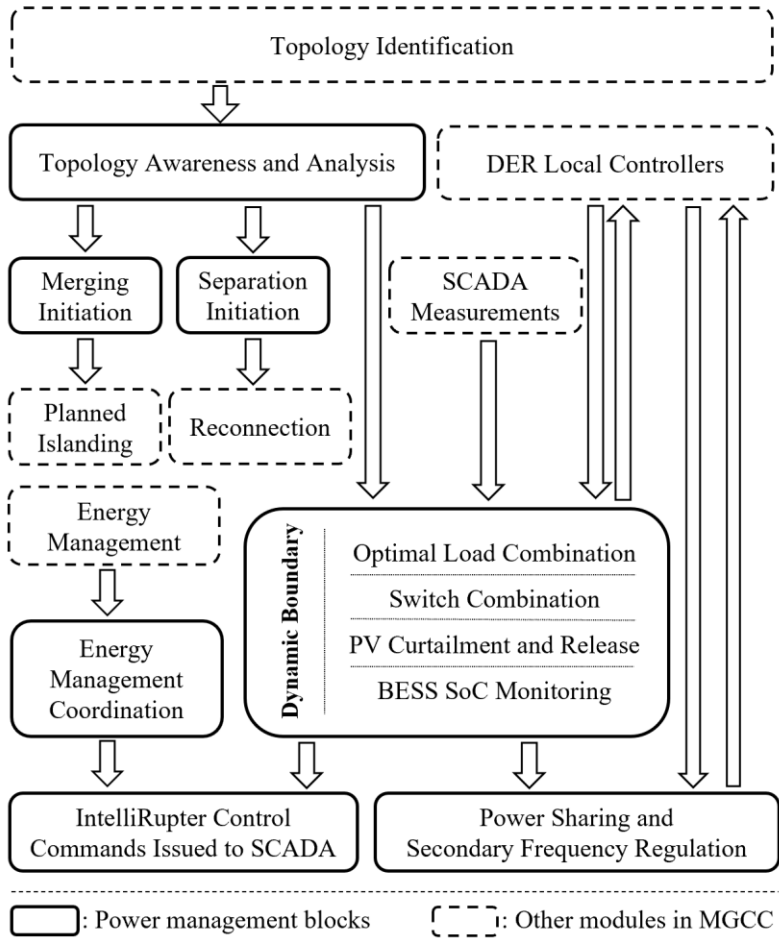 Topology Identification
Topology Awareness and Analysis
DER Local Controllers
Merging
Initiation
Separation
Initiation
SCADA
Measurements
Planned
Islanding
Reconnection
Energy
Management
Dynamic Boundary
Optimal Load Combination
Switch Combination
PV Curtailment and Release
BESS SoC Monitoring
Energy
Management
Coordination
IntelliRupter Control
Commands Issued to SCADA
Power Sharing and
Secondary Frequency Regulation
: Power management blocks
: Other modules in MGCC